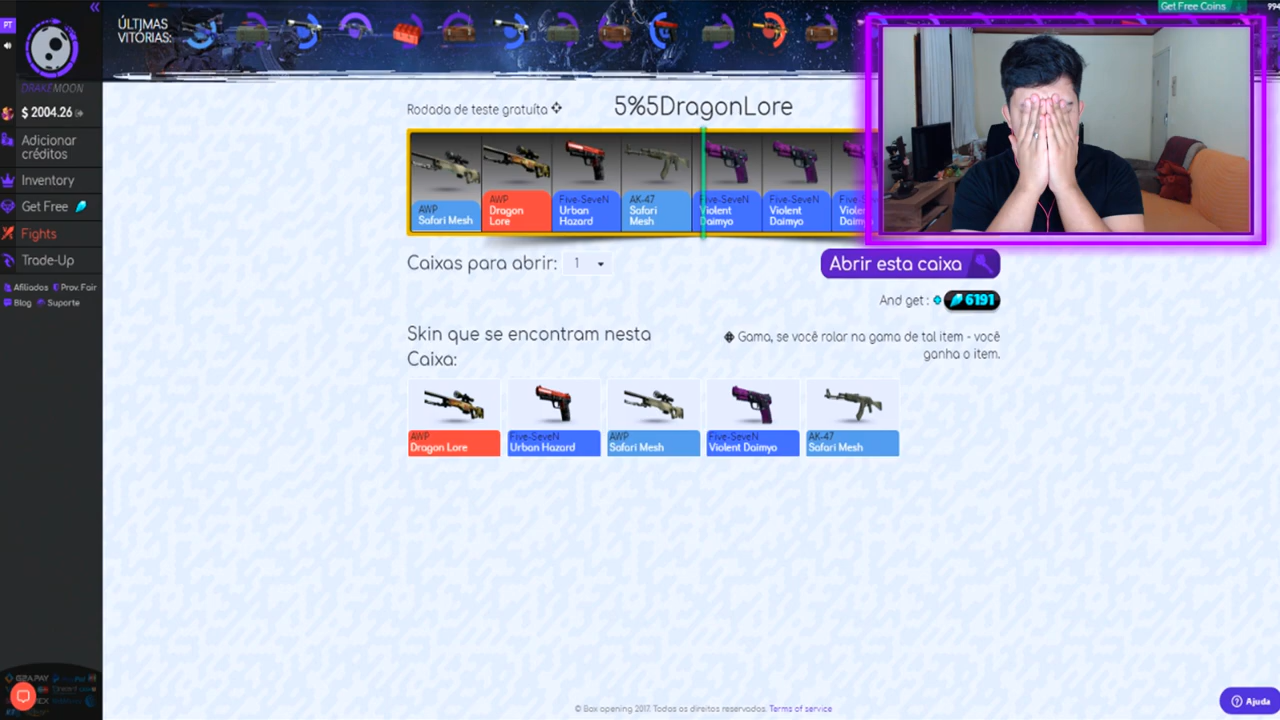 PT
ÚLTIMAS
VITÓRIAS:
Get Free Coins
994
DRAKEMOON
$ 2004.26
Adicionar
créditos
Inventory
Get Free
Fights
Trade-Up
Afiliados
Prov. Fair
Blog
Suporte
Rodada de teste gratuíta
5%5DragonLore
AWP
Safari Mesh
AWP
Dragon
Lore
Five-SeveN
Urban
Hazard
AK-47
Safari
Mesh
Five-SeveN
Violent
Daimyo
Five-SeveN
Violent
Daimyo
Caixas para abrir: 1
Abrir esta caixa
And get : 6191
Skin que se encontram nesta
Caixa:
Gama, se você rolar na gama de tal item - você
ganha o item.
AWP
Dragon Lore
Five-SeveN
Urban Hazard
AWP
Safari Mesh
Five-SeveN
Violent Daimyo
AK-47
Safari Mesh
G2A.PAY
© Box opening 2017. Todos os direitos reservados. Terms of service
Ajuda